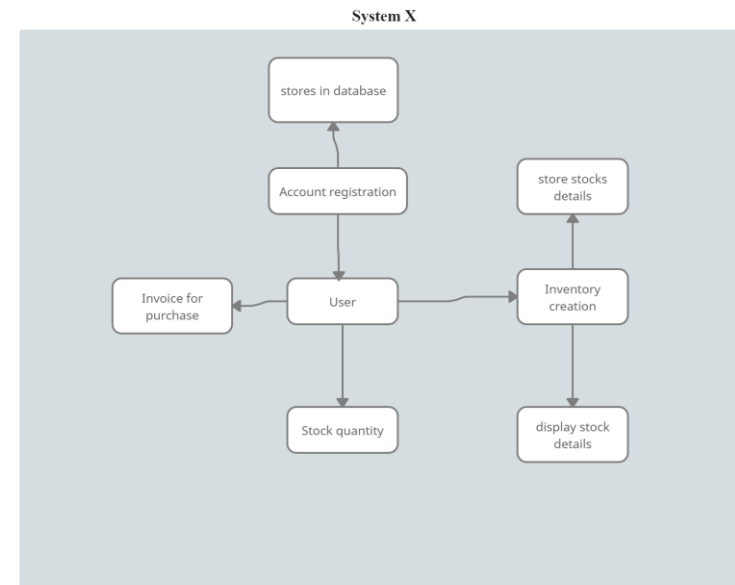 System X
stores in database
Account registration
store stocks
details
Invoice for
purchase
User
Inventory
creation
Stock quantity
display stock
details